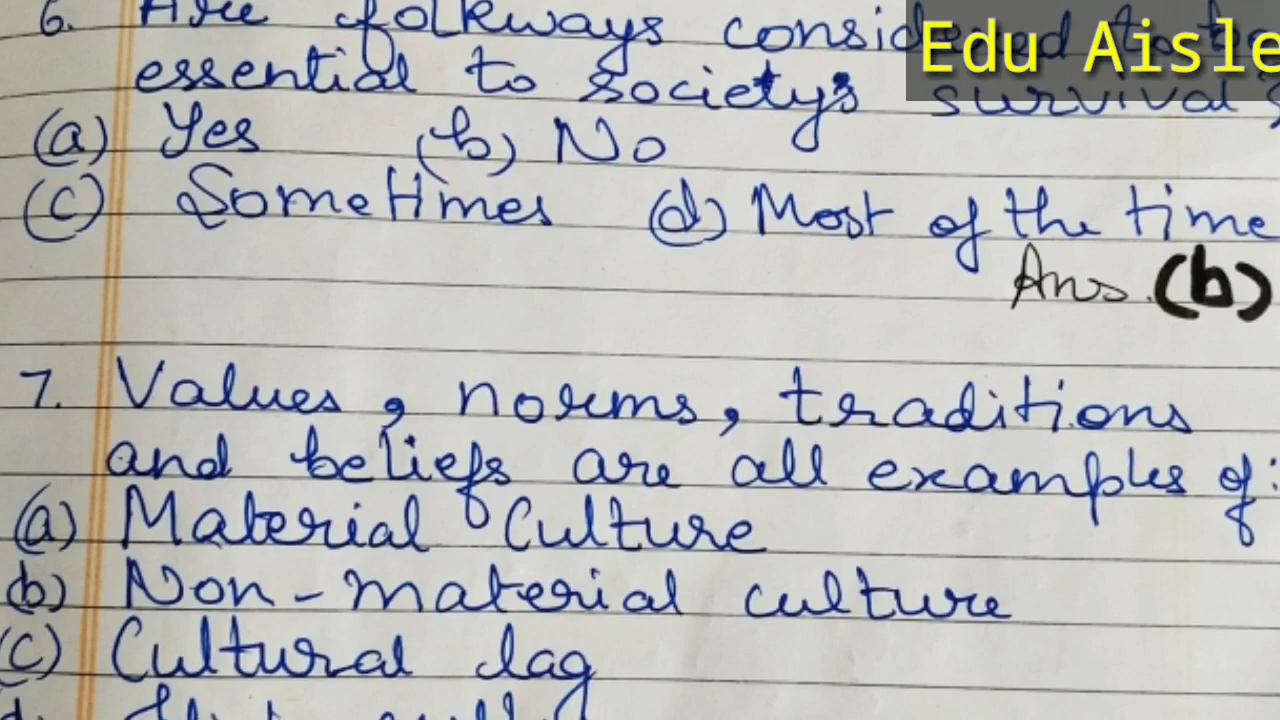 6. Are folkways considered to be
Edu Aisle
essential to society's survival
(a) Yes (b) No
(c) Sometimes (d) Most of the time
Ans. (b)
7. Values, norms, traditions
and beliefs are all examples of:
(a) Material Culture
(b) Non-material culture
(c) Cultural lag